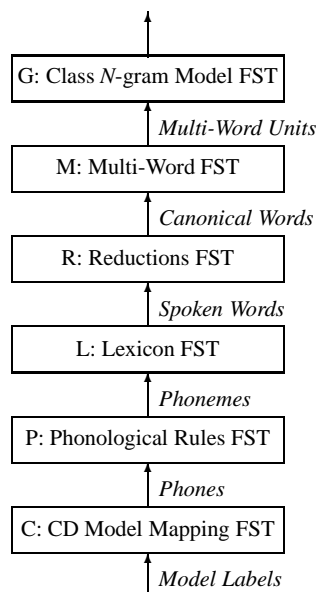 G: Class N-gram Model FST
Multi-Word Units
M: Multi-Word FST
Canonical Words
R: Reductions FST
Spoken Words
L: Lexicon FST
Phonemes
P: Phonological Rules FST
Phones
C: CD Model Mapping FST
Model Labels